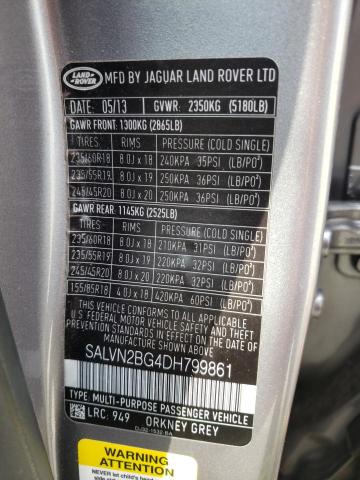 LAND ROVER
MFD BY JAGUAR LAND ROVER LTD
05/13 GVWR: 2350KG (5180LB)
GAWR FRONT: 1300KG (2865LB)
TIRES RIMS PRESSURE (COLD SINGLE)
235/60R18 8.0J x 18 240KPA 35PSI (LB/PO²)
235/55R19 8.0J x 19 250KPA 36PSI (LB/PO²)
245/45R20 8.0J x 20 250KPA 36PSI (LB/PO²)
GAWR REAR: 1145KG (2525LB)
TIRES RIMS PRESSURE (COLD SINGLE)
235/60R18 8.0J x 18 210KPA 31PSI (LB/PO²)
235/55R19 8.0J x 19 220KPA 32PSI (LB/PO²)
245/45R20 8.0J x 20 220KPA 32PSI (LB/PO²)
155/85R18 4.0J x 18 420KPA 60PSI (LB/PO²)
THIS VEHICLE CONFORMS TO ALL APPLICABLE
U.S. FEDERAL MOTOR VEHICLE SAFETY, BUMPER,
AND THEFT PREVENTION STANDARDS IN EFFECT
ON THE DATE OF MANUFACTURE SHOWN ABOVE.
SALVN2BG4DH799861
TYPE: MULTI-PURPOSE PASSENGER VEHICLE
LRC: 949 ORKNEY GREY
WARNING
ATTENTION
NEVER let child's head